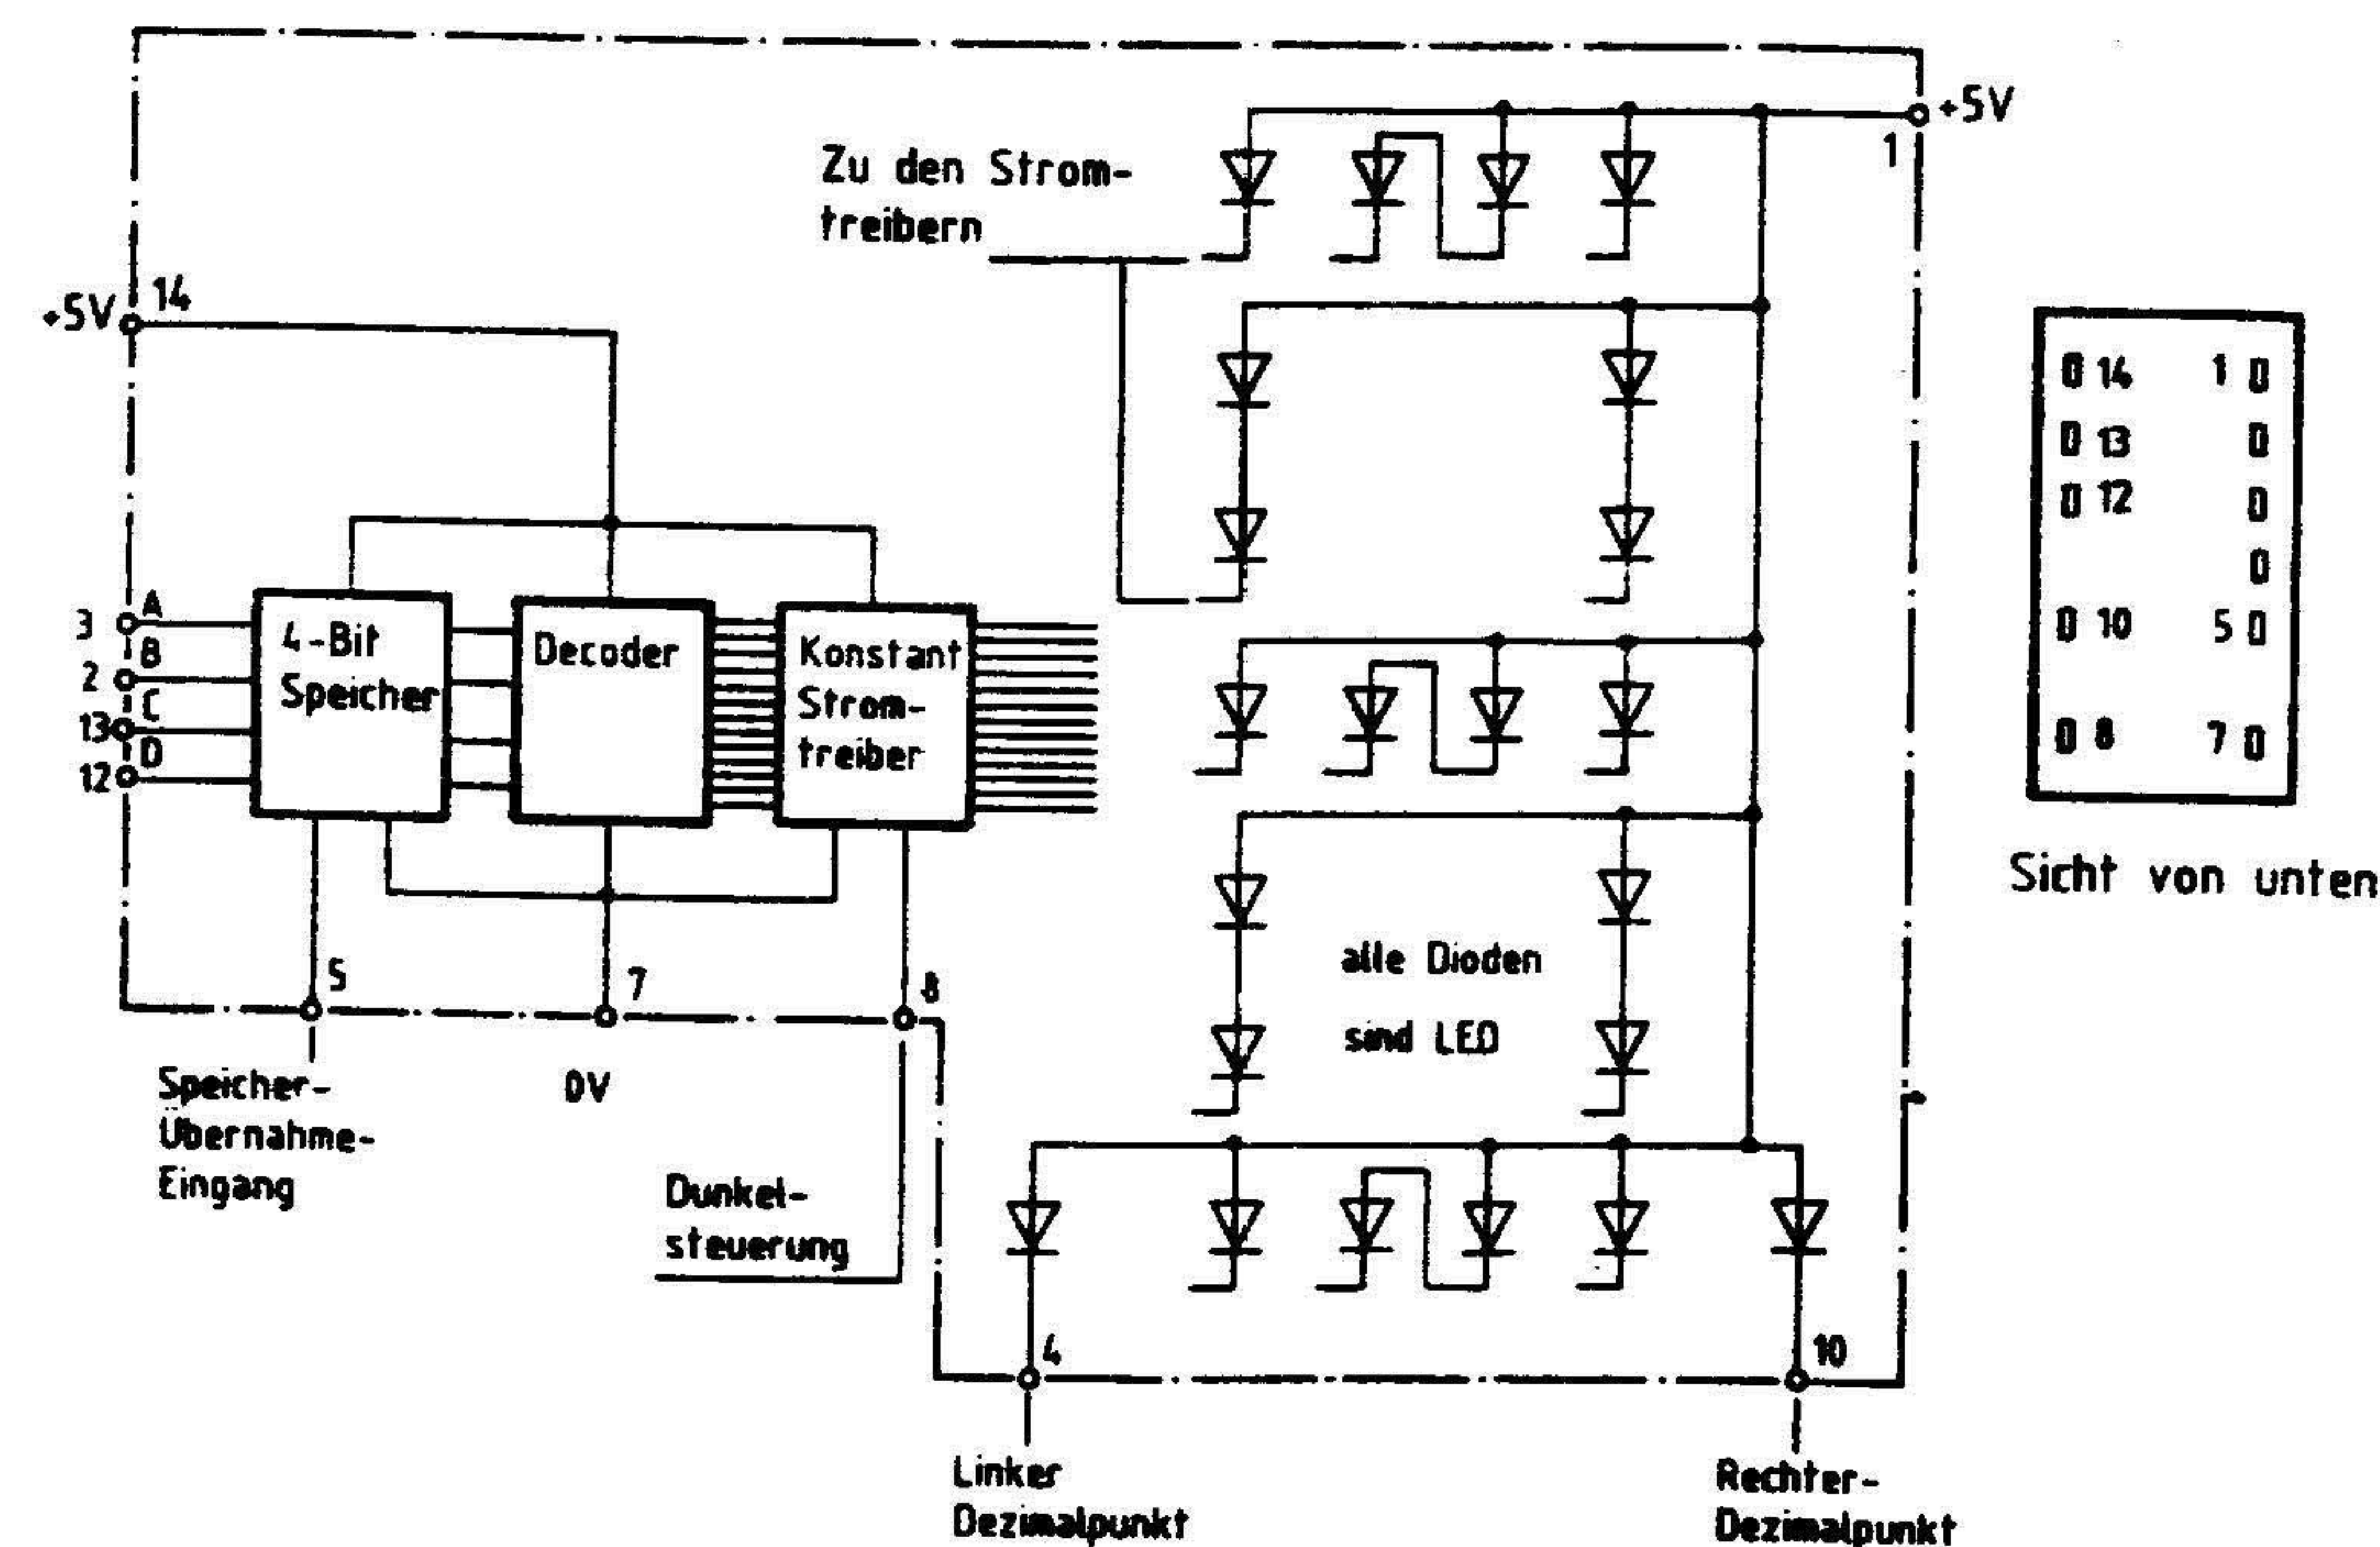 +5V
1
Zu den Strom-
treibern
+5V 14
14 1
13
12
10 5
8 7
Sicht von unten
3 A
2 B
13 C
12 D
4-Bit
Speicher
Decoder
Konstant
Strom-
treiber
5
7
8
Speicher-
Übernahme-
Eingang
0V
Dunkel-
steuerung
alle Dioden
sind LED
4
10
Linker
Dezimalpunkt
Rechter-
Dezimalpunkt